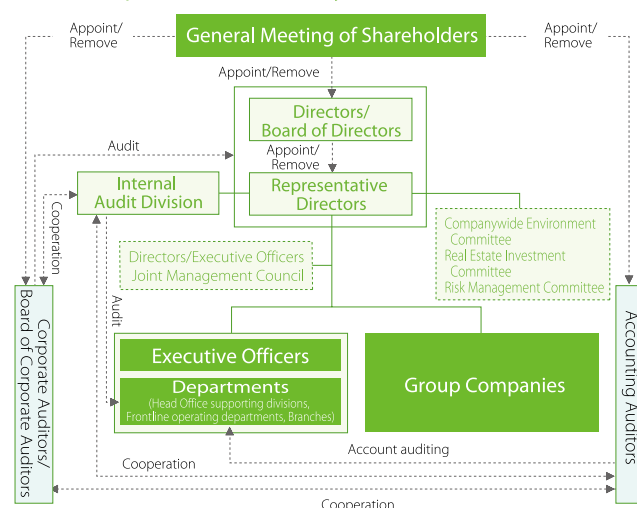 Appoint/
Remove
General Meeting of Shareholders
Appoint/
Remove
Appoint/Remove
Directors/
Board of Directors
Audit
Appoint/
Remove
Internal
Audit Division
Representative
Directors
Cooperation
Companywide Environment
Committee
Real Estate Investment
Committee
Risk Management Committee
Directors/Executive Officers
Joint Management Council
Audit
Corporate Auditors/
Board of Corporate Auditors
Accounting Auditors
Executive Officers
Departments
(Head Office supporting divisions,
Frontline operating departments, Branches)
Group Companies
Account auditing
Cooperation
Cooperation